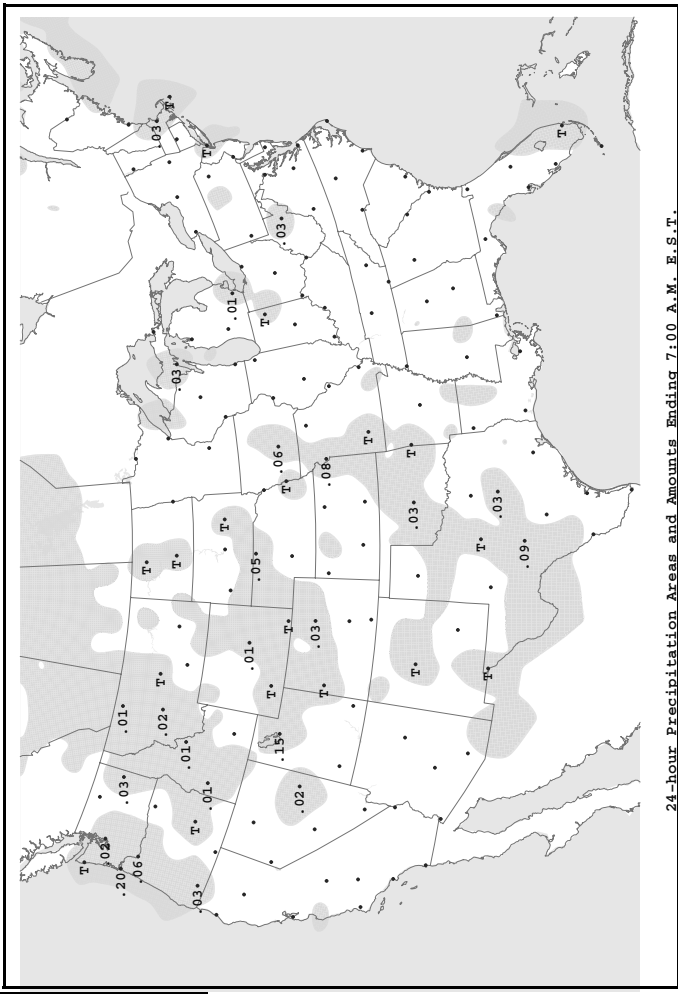 T
.02
.20
.03
.01
.06
T
.03
T
.02
T
.03
T
.01
T
.03
.01
T
T
.01
.01
.05
T
T
.06
.15
.03
T
T
.02
.03
T
.08
T
T
.03
T
T
T
.03
.09
T
24-hour Precipitation Areas and Amounts Ending 7:00 A.M. E.S.T.